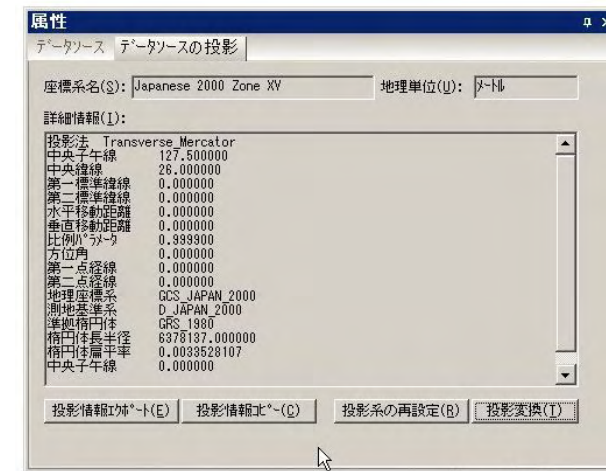 属性
データソース データソースの投影
座標系名(S): Japanese 2000 Zone XV 地理単位(U): メートル
詳細情報(I):
投影法 Transverse_Mercator
中央子午線 127.500000
中央緯線 26.000000
第一標準緯線 0.000000
第二標準緯線 0.000000
水平移動距離 0.000000
垂直移動距離 0.000000
比例パラメータ 0.999900
方位角 0.000000
第一点経線 0.000000
第二点経線 0.000000
地理座標系 GCS_JAPAN_2000
測地基準系 D_JAPAN_2000
準拠楕円体 GRS_1980
楕円体長半径 6378137.000000
楕円体扁平率 0.0033528107
中央子午線 0.000000
投影情報エクスポート(E) 投影情報コピー(C) 投影系の再設定(R) 投影変換(T)